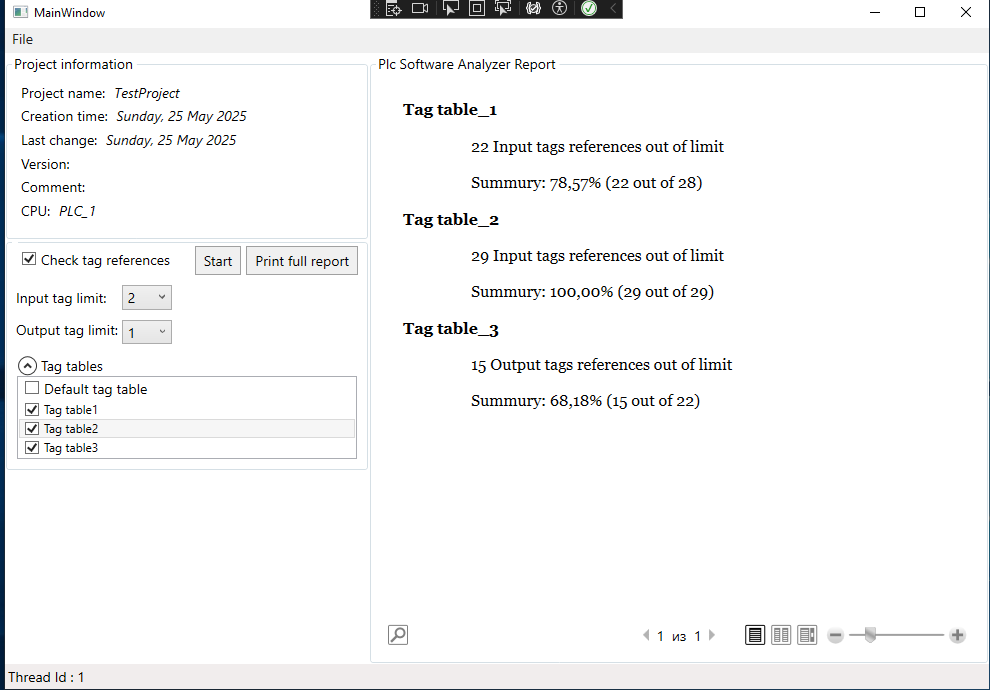 MainWindow
File
Project information
Project name: TestProject
Creation time: Sunday, 25 May 2025
Last change: Sunday, 25 May 2025
Version:
Comment:
CPU: PLC_1
Check tag references
Start
Print full report
Input tag limit: 2
Output tag limit: 1
Tag tables
Default tag table
Tag table1
Tag table2
Tag table3
Plc Software Analyzer Report
Tag table_1
22 Input tags references out of limit
Summury: 78,57% (22 out of 28)
Tag table_2
29 Input tags references out of limit
Summury: 100,00% (29 out of 29)
Tag table_3
15 Output tags references out of limit
Summury: 68,18% (15 out of 22)
1 из 1
Thread Id : 1